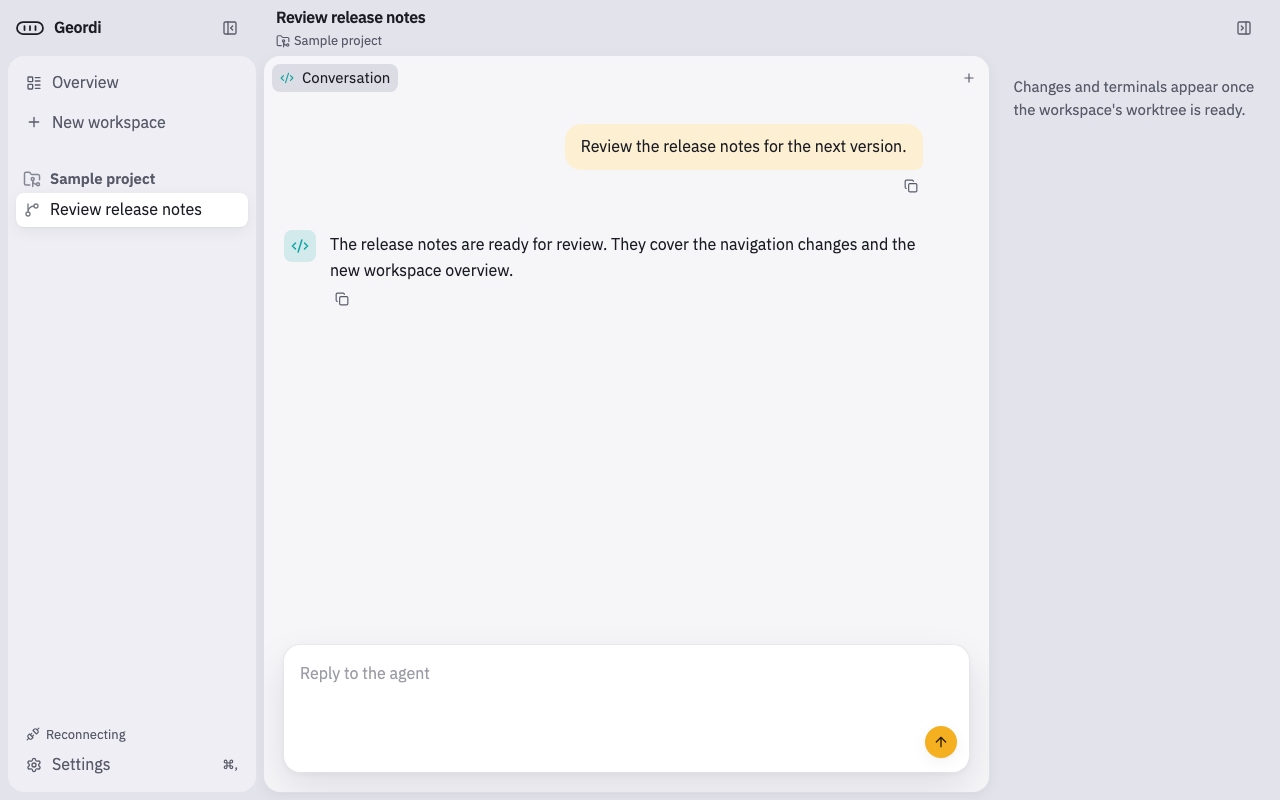 Geordi
Review release notes
Sample project
Overview
New workspace
Sample project
Review release notes
Conversation
Review the release notes for the next version.
The release notes are ready for review. They cover the navigation changes and the
new workspace overview.
Changes and terminals appear once
the workspace's worktree is ready.
Reply to the agent
Reconnecting
Settings ⌘,